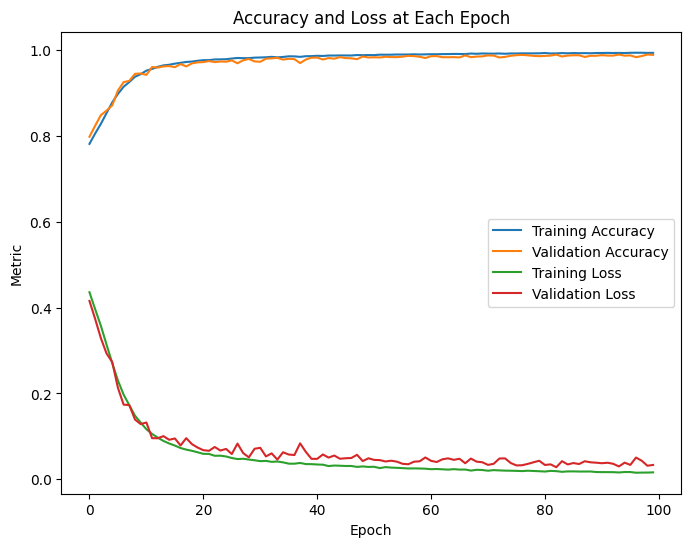 Accuracy and Loss at Each Epoch
1.0
0.8
0.6
0.4
0.2
0.0
Metric
Training Accuracy
Validation Accuracy
Training Loss
Validation Loss
0
20
40
60
80
100
Epoch